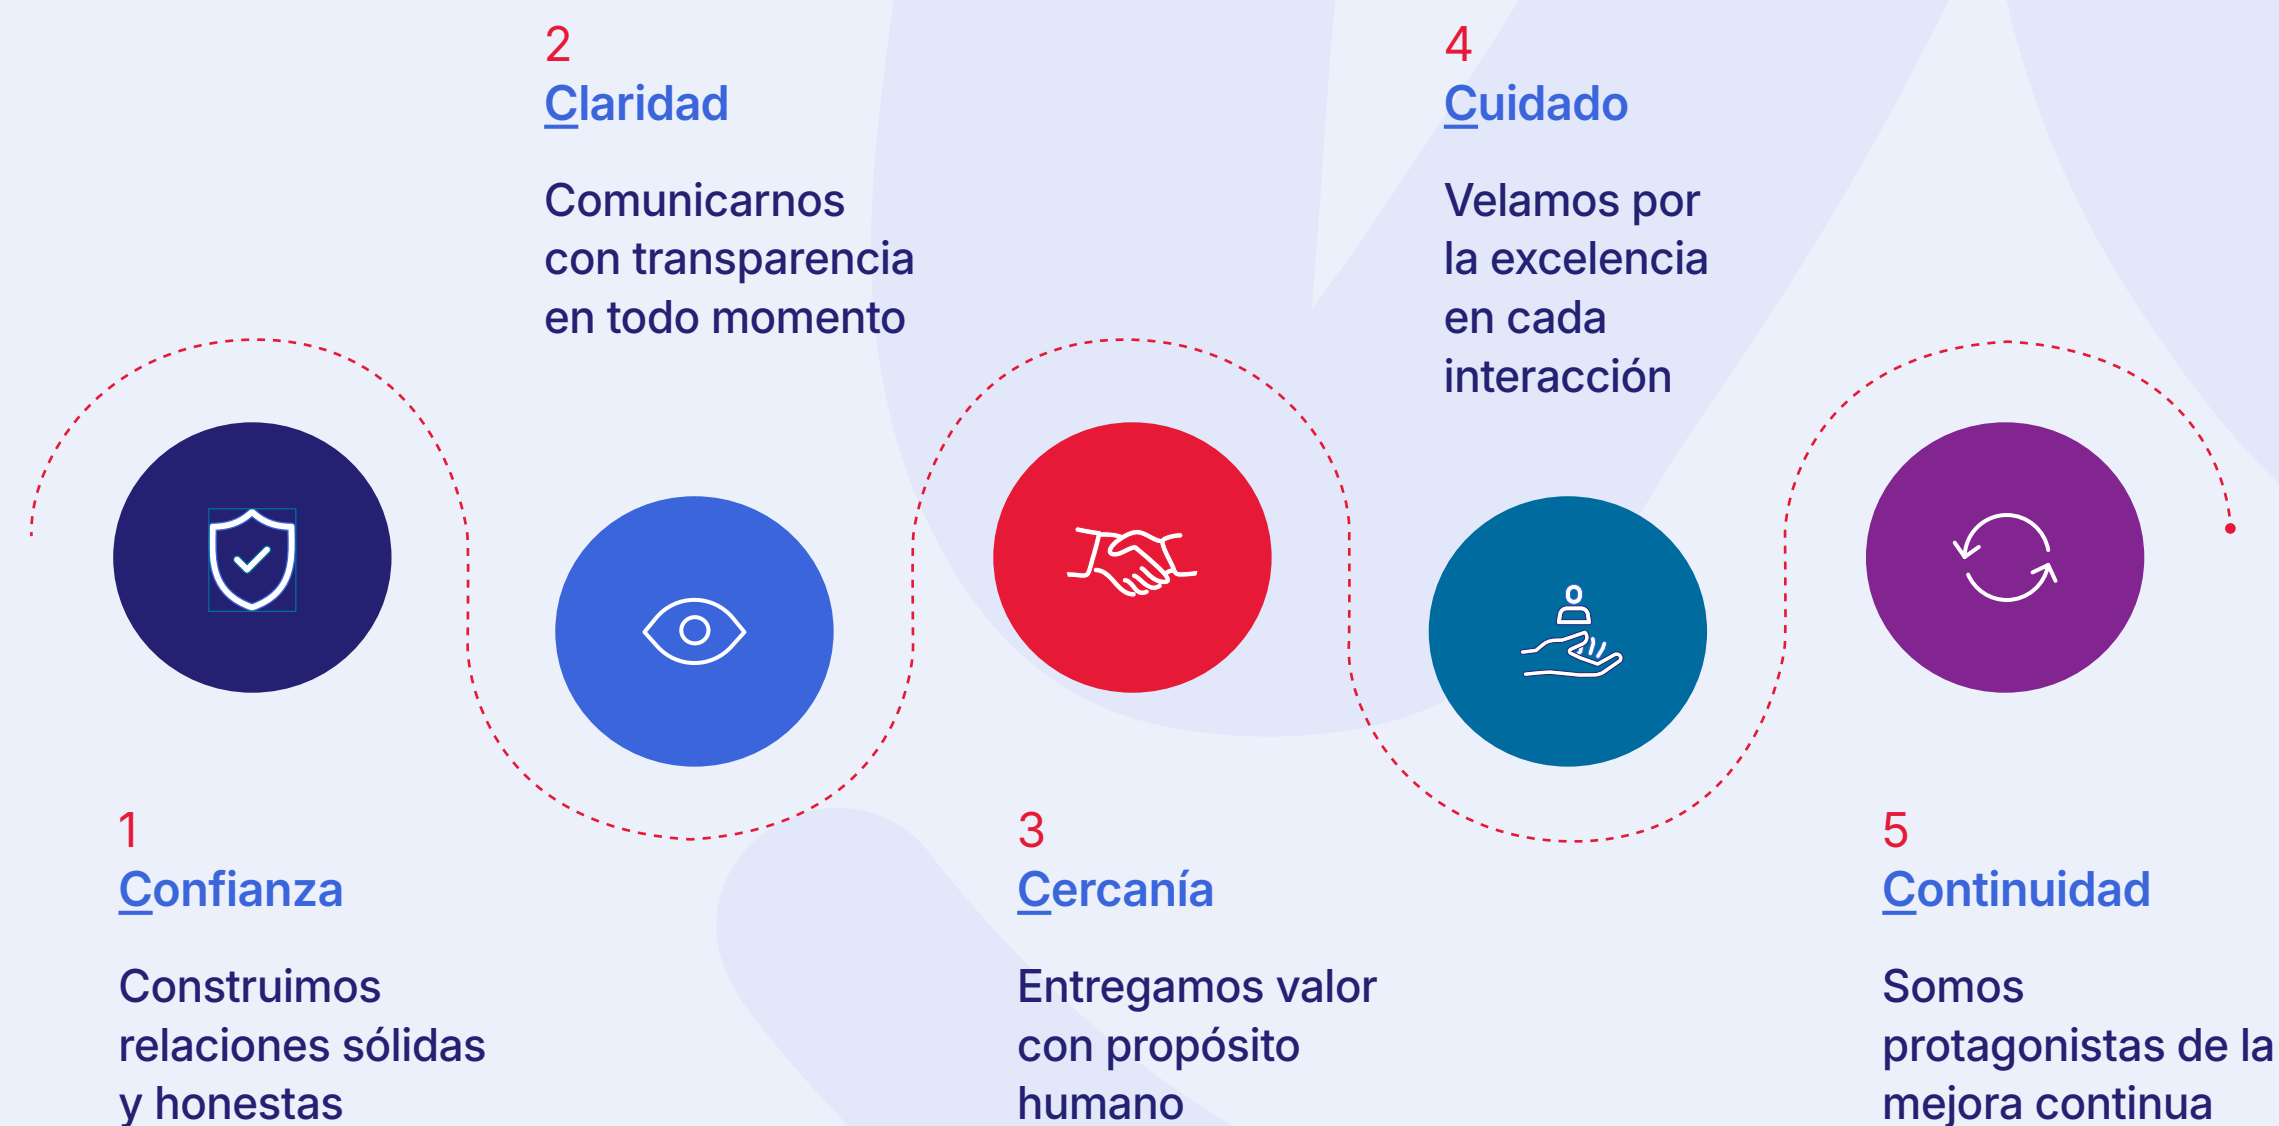 1
Confianza
Construimos
relaciones sólidas
y honestas
2
Claridad
Comunicarnos
con transparencia
en todo momento
3
Cercanía
Entregamos valor
con propósito
humano
4
Cuidado
Velamos por
la excelencia
en cada
interacción
5
Continuidad
Somos
protagonistas de la
mejora continua